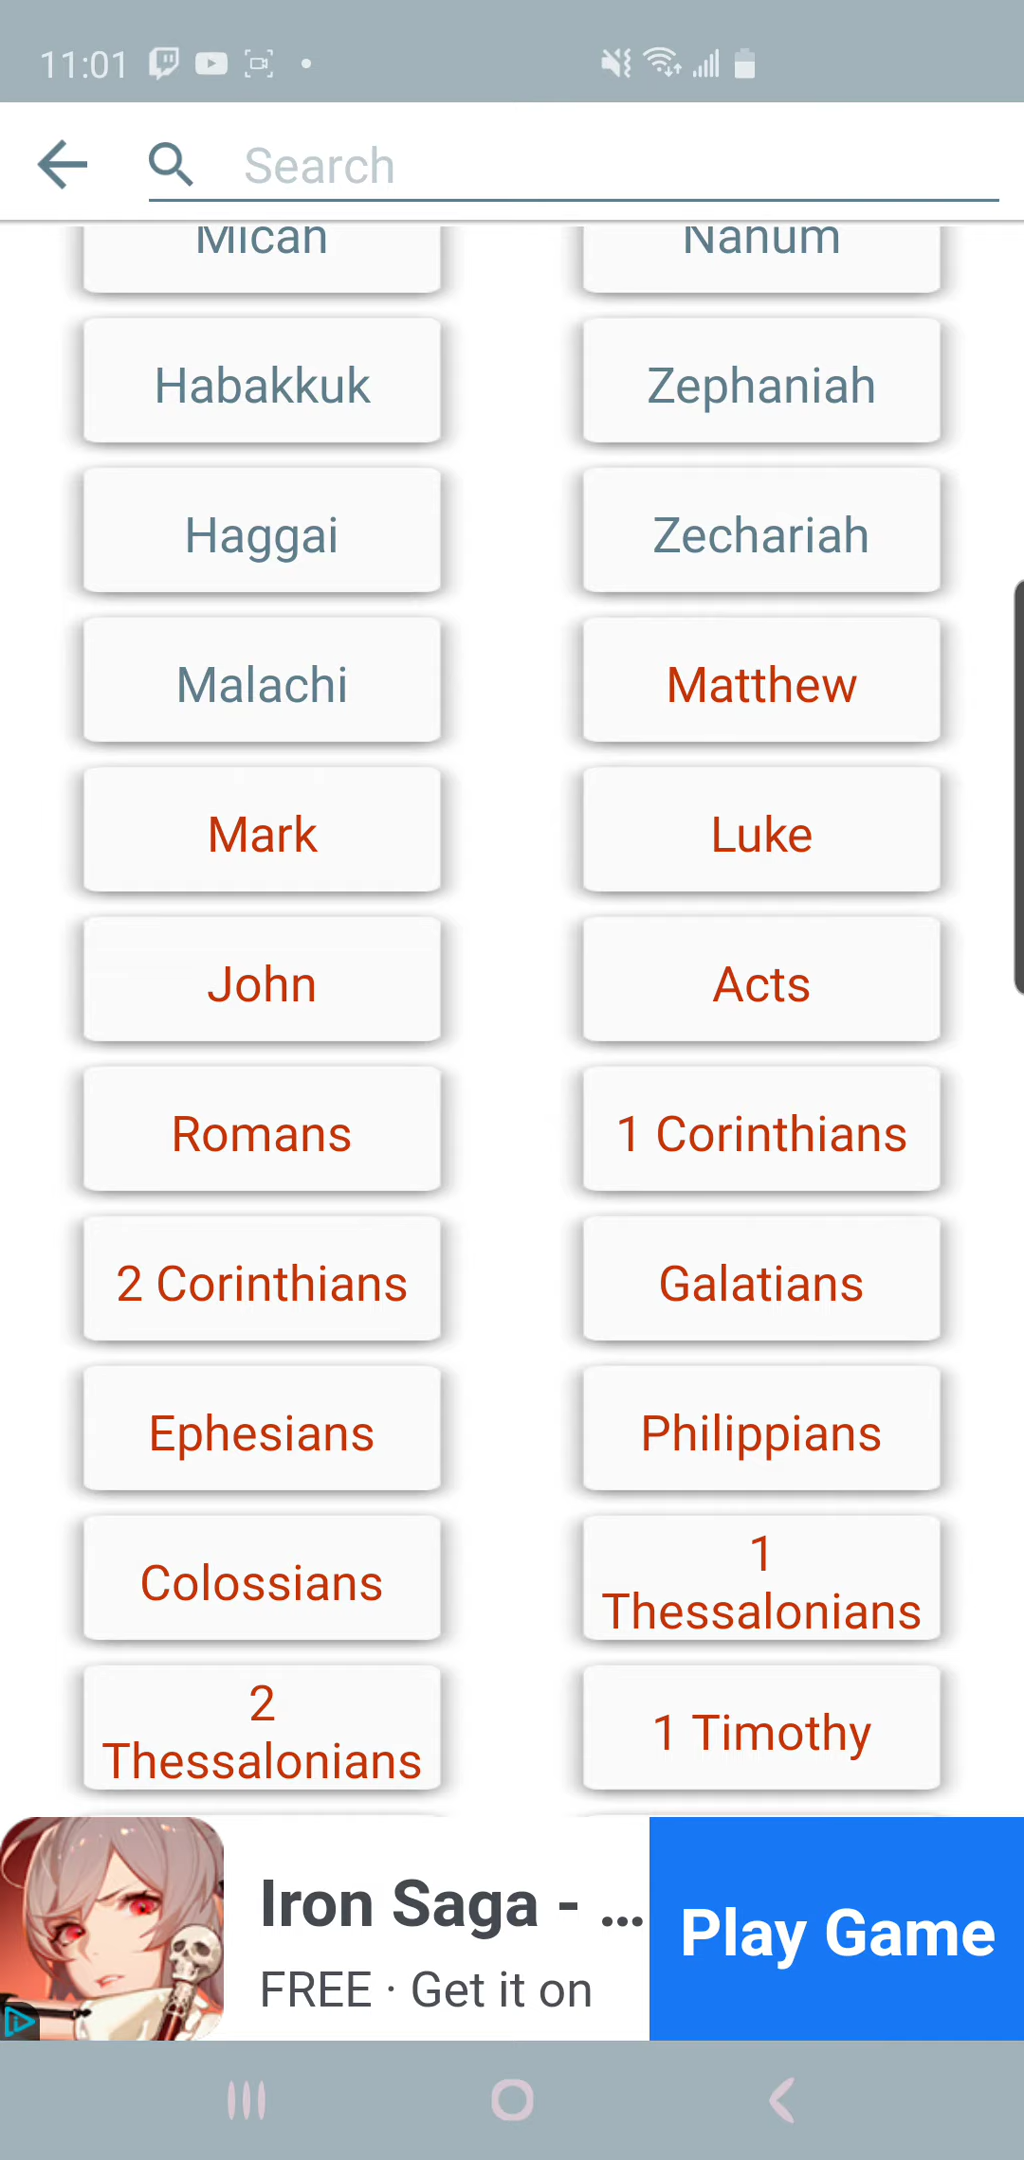 11:01
Search
Micah
Nahum
Habakkuk
Zephaniah
Haggai
Zechariah
Malachi
Matthew
Mark
Luke
John
Acts
Romans
1 Corinthians
2 Corinthians
Galatians
Ephesians
Philippians
Colossians
1
Thessalonians
2
Thessalonians
1 Timothy
Iron Saga - ...
FREE · Get it on
Play Game